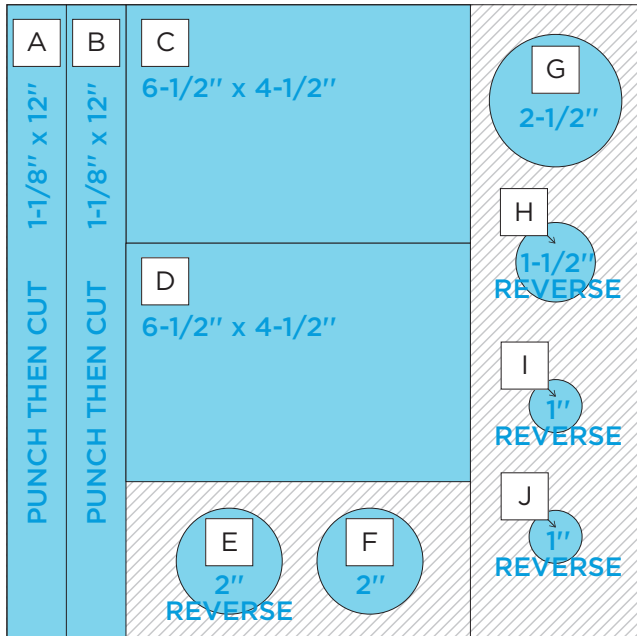 A
1-1/8" x 12"
PUNCH THEN CUT
B
1-1/8" x 12"
PUNCH THEN CUT
C
6-1/2" x 4-1/2"
D
6-1/2" x 4-1/2"
E
2"
REVERSE
F
2"
G
2-1/2"
H
1-1/2"
REVERSE
I
1"
REVERSE
J
1"
REVERSE